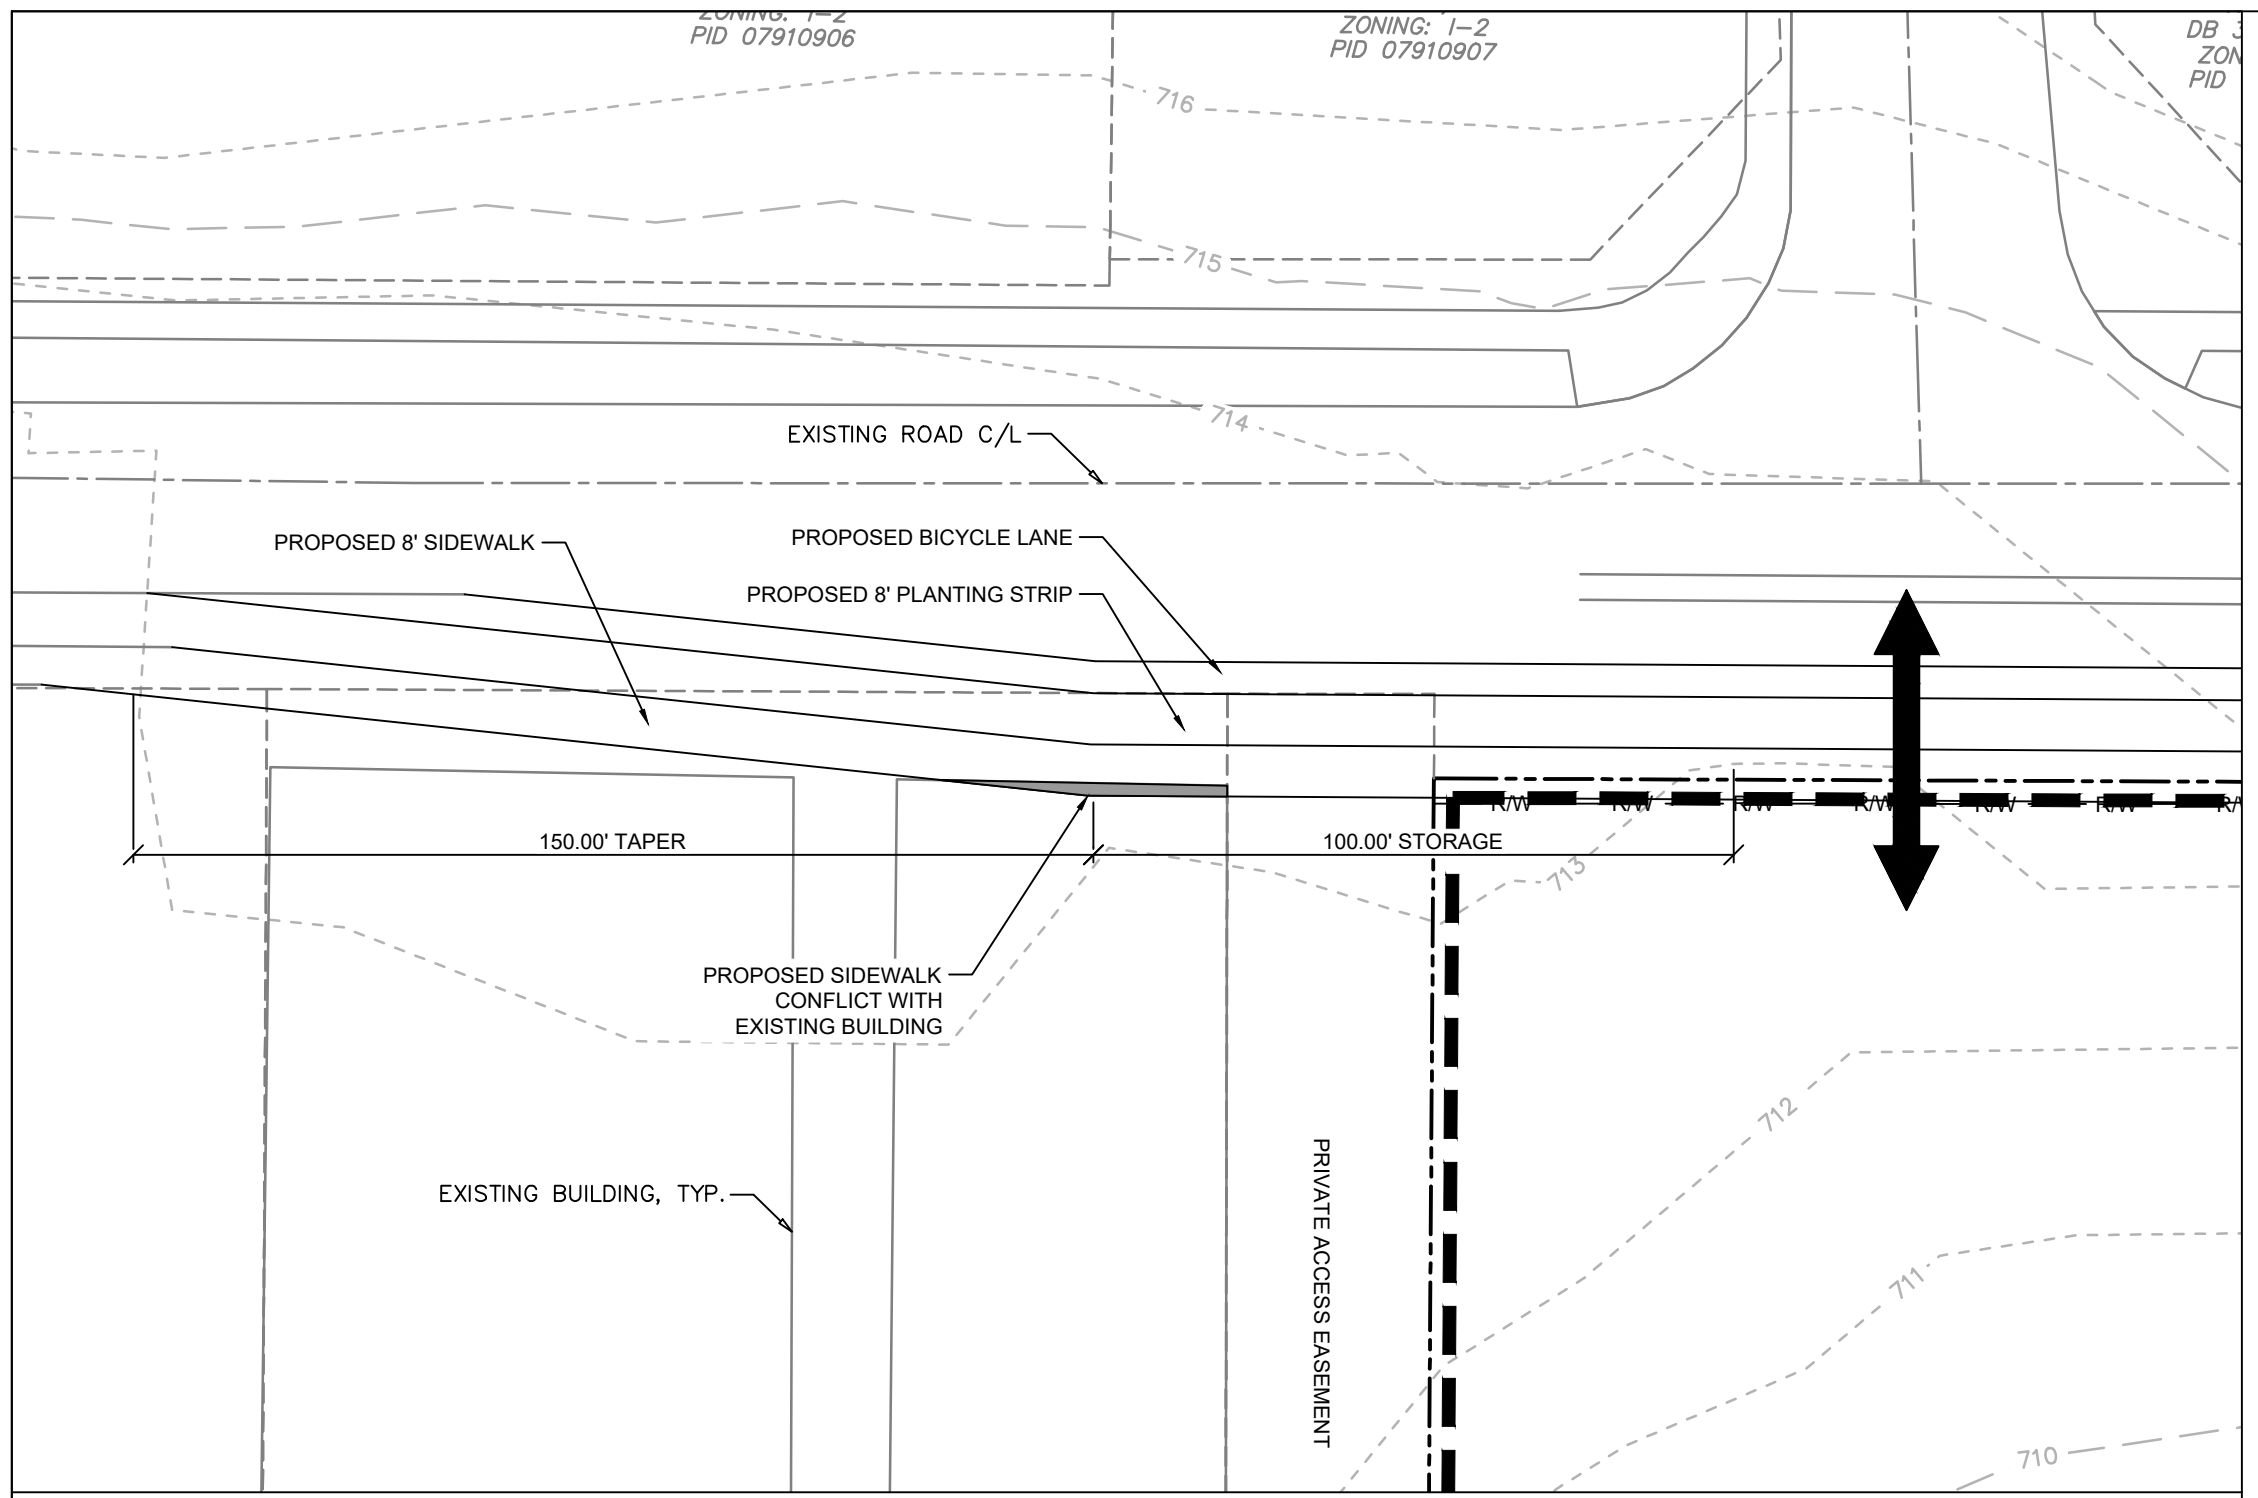 ZONING: I-2
PID 07910906
ZONING: I-2
PID 07910907
DB 3
ZON
PID
716
715
714
EXISTING ROAD C/L
PROPOSED 8' SIDEWALK
PROPOSED BICYCLE LANE
PROPOSED 8' PLANTING STRIP
R/W R/W R/W R/W R/W R/W
150.00' TAPER
100.00' STORAGE
713
PROPOSED SIDEWALK
CONFLICT WITH
EXISTING BUILDING
712
EXISTING BUILDING, TYP.
PRIVATE ACCESS EASEMENT
711
710